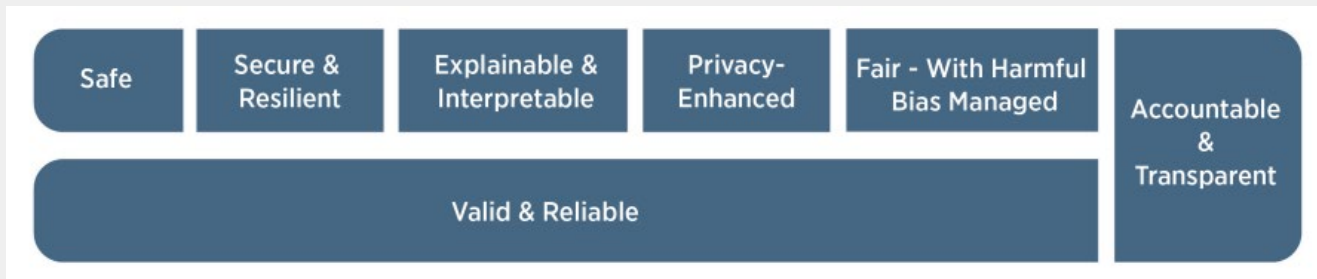 Safe
Secure &
Resilient
Explainable &
Interpretable
Privacy-
Enhanced
Fair - With Harmful
Bias Managed
Accountable
&
Transparent
Valid & Reliable